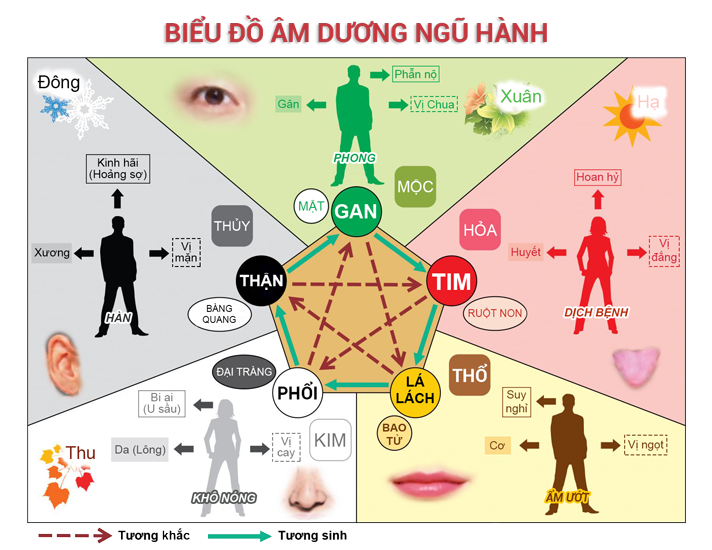 BIỂU ĐỒ ÂM DƯƠNG NGŨ HÀNH
Đông
Kinh hãi
(Hoảng sợ)
Xương
Vị
mặn
HÀN
THỦY
THẬN
BÀNG
QUANG
Phẫn nộ
Gân
Vị Chua
PHONG
Xuân
MỘC
MẬT
GAN
Hạ
Hoan hỷ
Huyết
Vị
đắng
DỊCH BỆNH
HỎA
TIM
RUỘT NON
ĐẠI TRÀNG
PHỔI
Bi ai
(U sầu)
Da (Lông)
Vị
cay
KHÔ NÓNG
KIM
Thu
THỔ
LÁ
LÁCH
BAO
TỬ
Suy
nghĩ
Cơ
Vị ngọt
ẨM ƯỚT
Tương khắc
Tương sinh